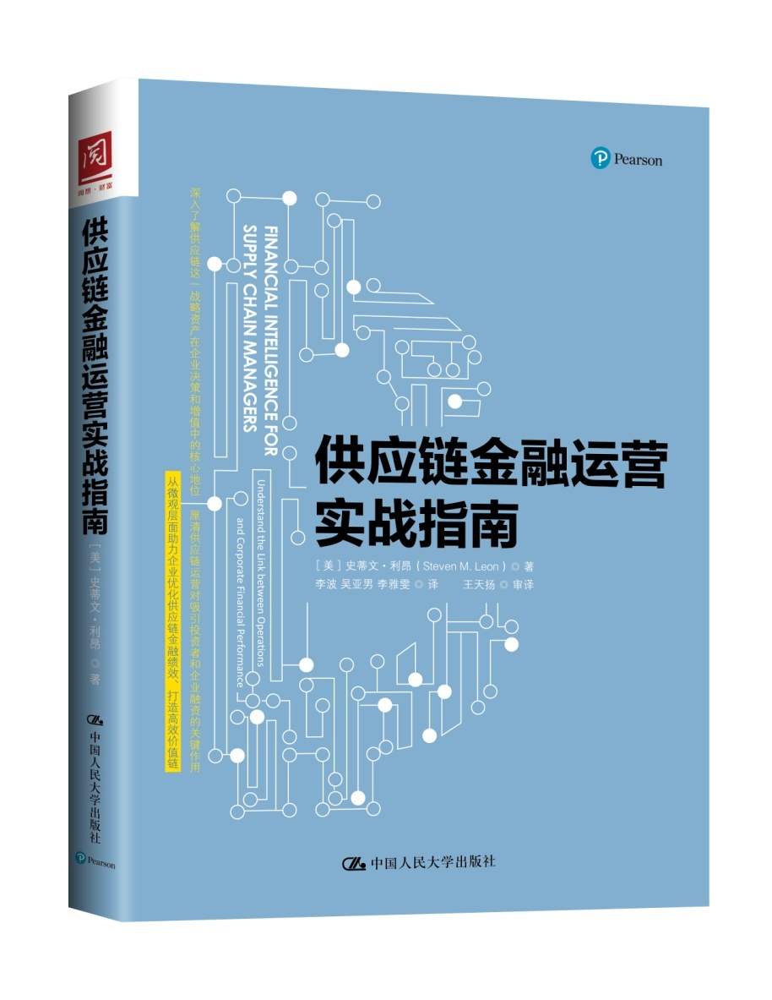 阅
阅想·财富
供应链金融运营实战指南
[美]史蒂文·利昂 ◎ 著
中国人民大学出版社
Pearson
Pearson
深入了解供应链这一战略资产在企业决策和增值中的核心地位 厘清供应链运营对吸引投资者和企业融资的关键作用
从微观层面助力企业优化供应链金融绩效、打造高效价值链
FINANCIAL INTELLIGENCE FOR
SUPPLY CHAIN MANAGERS
Understand the Link between Operations
and Corporate Financial Performance
供应链金融运营
实战指南
[美]史蒂文·利昂(Steven M. Leon)◎ 著
李波 吴亚男 李雅雯 ◎ 译 王天扬 ◎ 审译
中国人民大学出版社